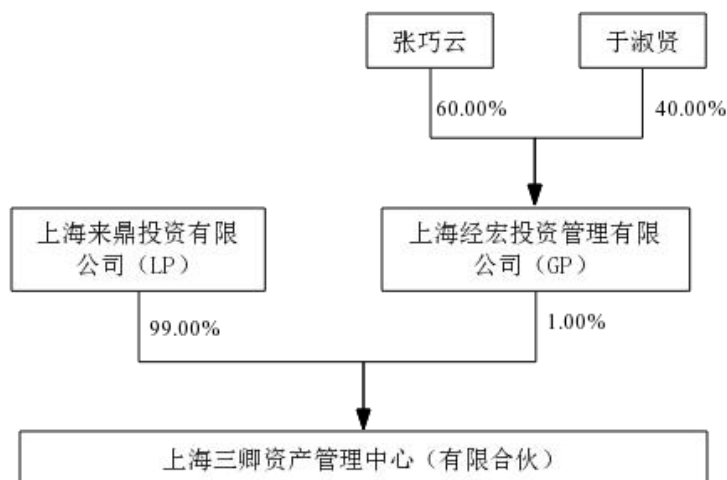 张巧云
于淑贤
60.00%
40.00%
上海来鼎投资有限
公司（LP）
上海经宏投资管理有限
公司（GP）
99.00%
1.00%
上海三卿资产管理中心（有限合伙）